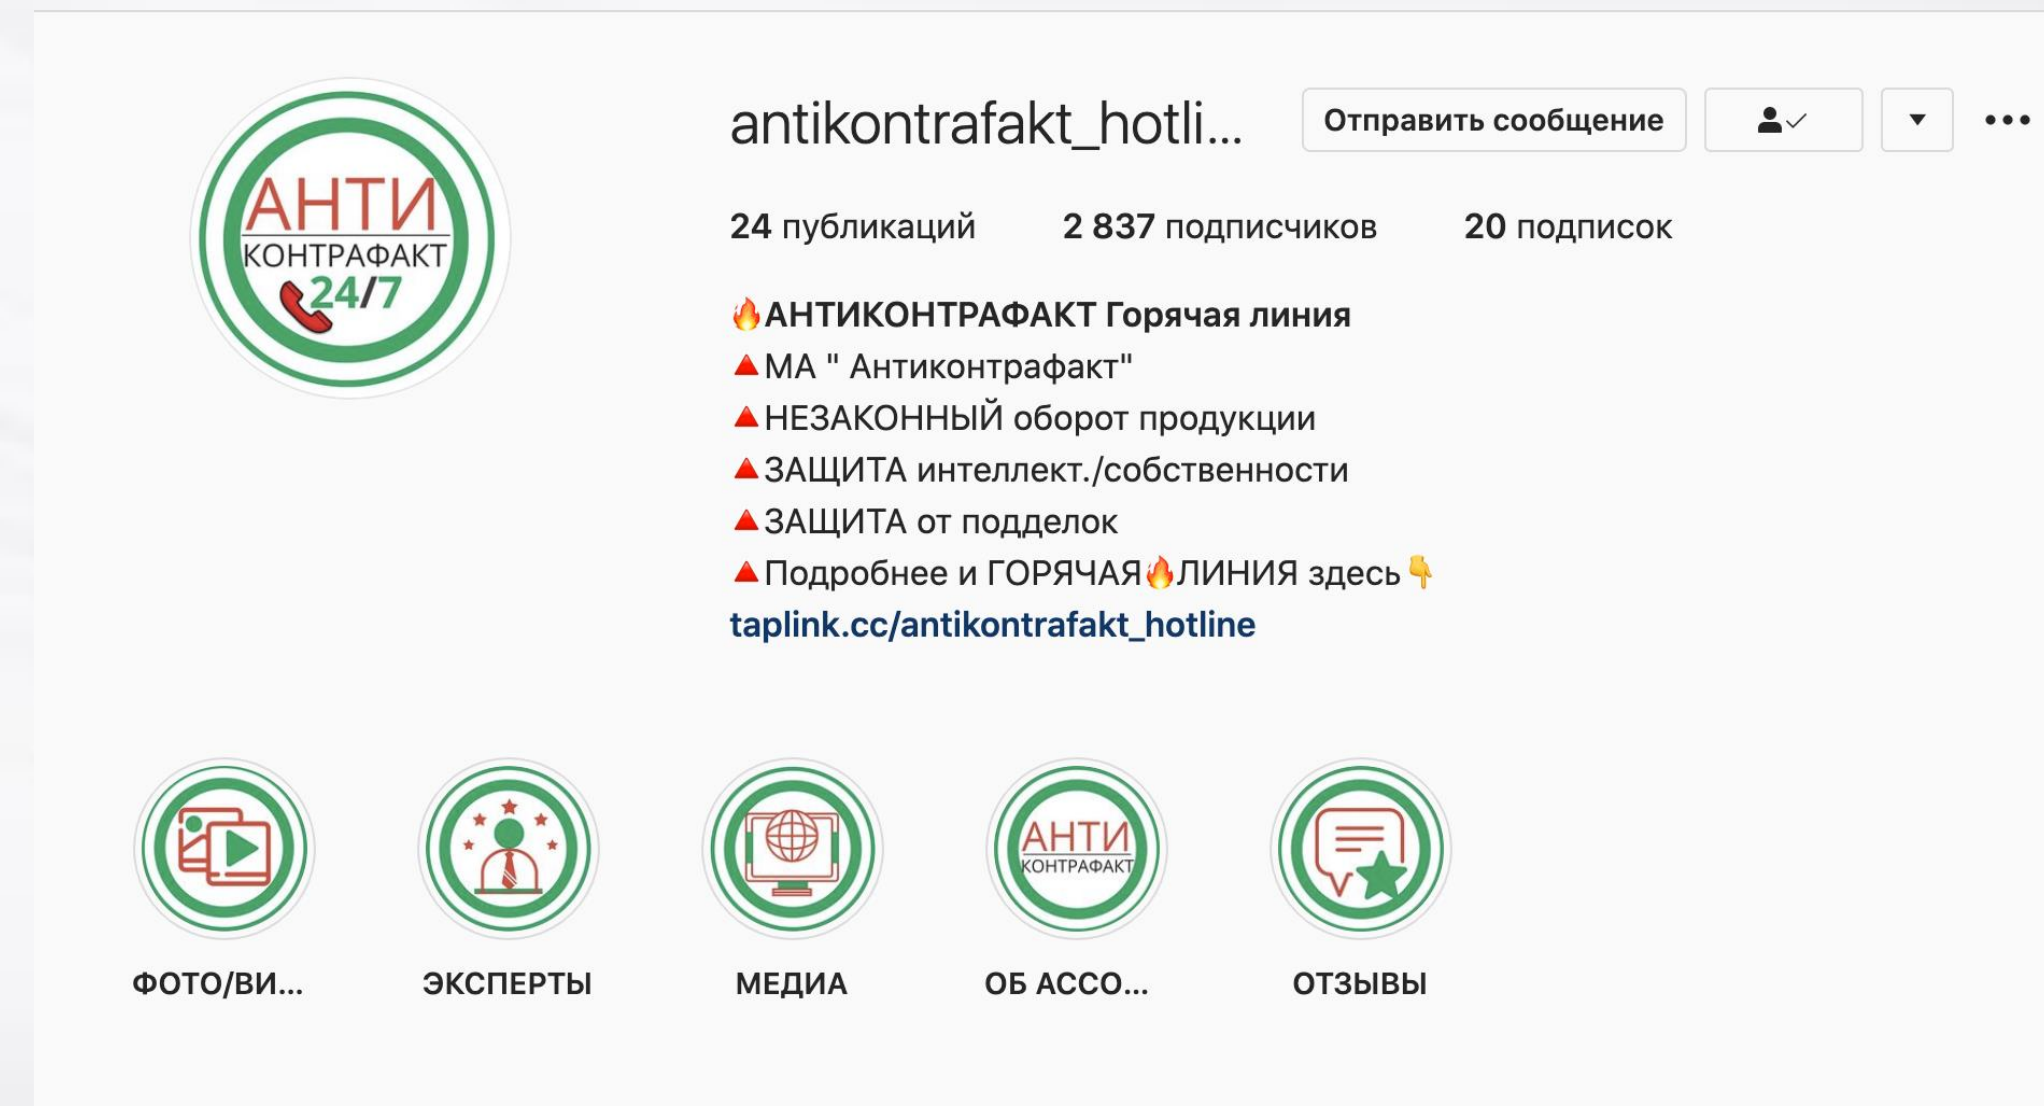 АНТИ
КОНТРАФАКТ
24/7
antikontrafakt_hotli...
Отправить сообщение
24 публикаций 2 837 подписчиков 20 подписок
🔥АНТИКОНТРАФАКТ Горячая линия
🔺МА " Антиконтрафакт"
🔺НЕЗАКОННЫЙ оборот продукции
🔺ЗАЩИТА интеллект./собственности
🔺ЗАЩИТА от подделок
🔺Подробнее и ГОРЯЧАЯ🔥ЛИНИЯ здесь👇
taplink.cc/antikontrafakt_hotline
АНТИ
КОНТРАФАКТ
ФОТО/ВИ... ЭКСПЕРТЫ МЕДИА ОБ АССО... ОТЗЫВЫ